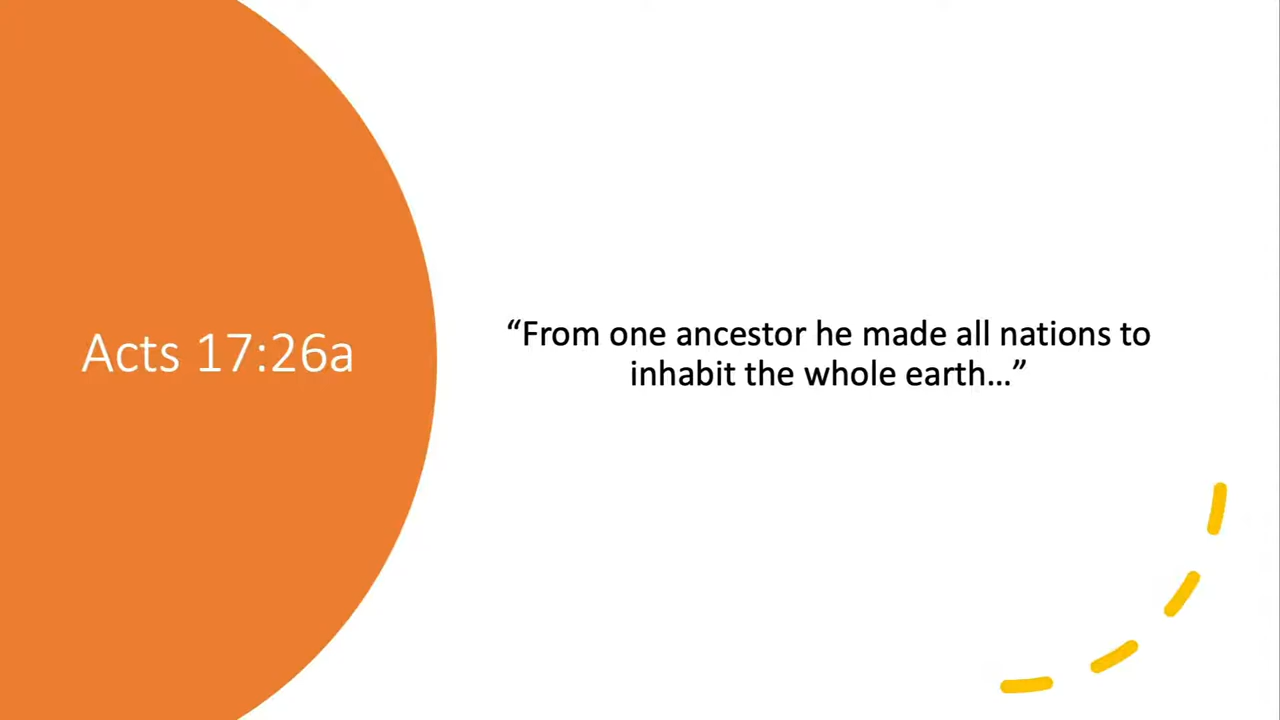 Acts 17:26a
“From one ancestor he made all nations to
inhabit the whole earth…”